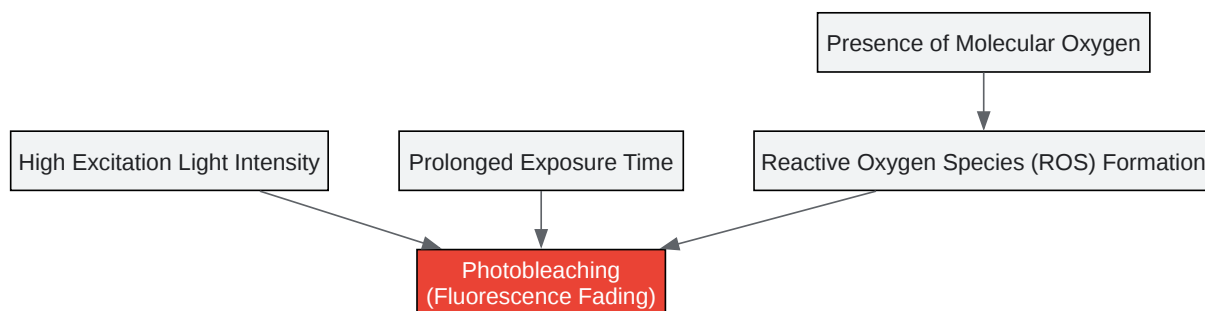 Presence of Molecular Oxygen
High Excitation Light Intensity
Prolonged Exposure Time
Reactive Oxygen Species (ROS) Formation
Photobleaching
(Fluorescence Fading)